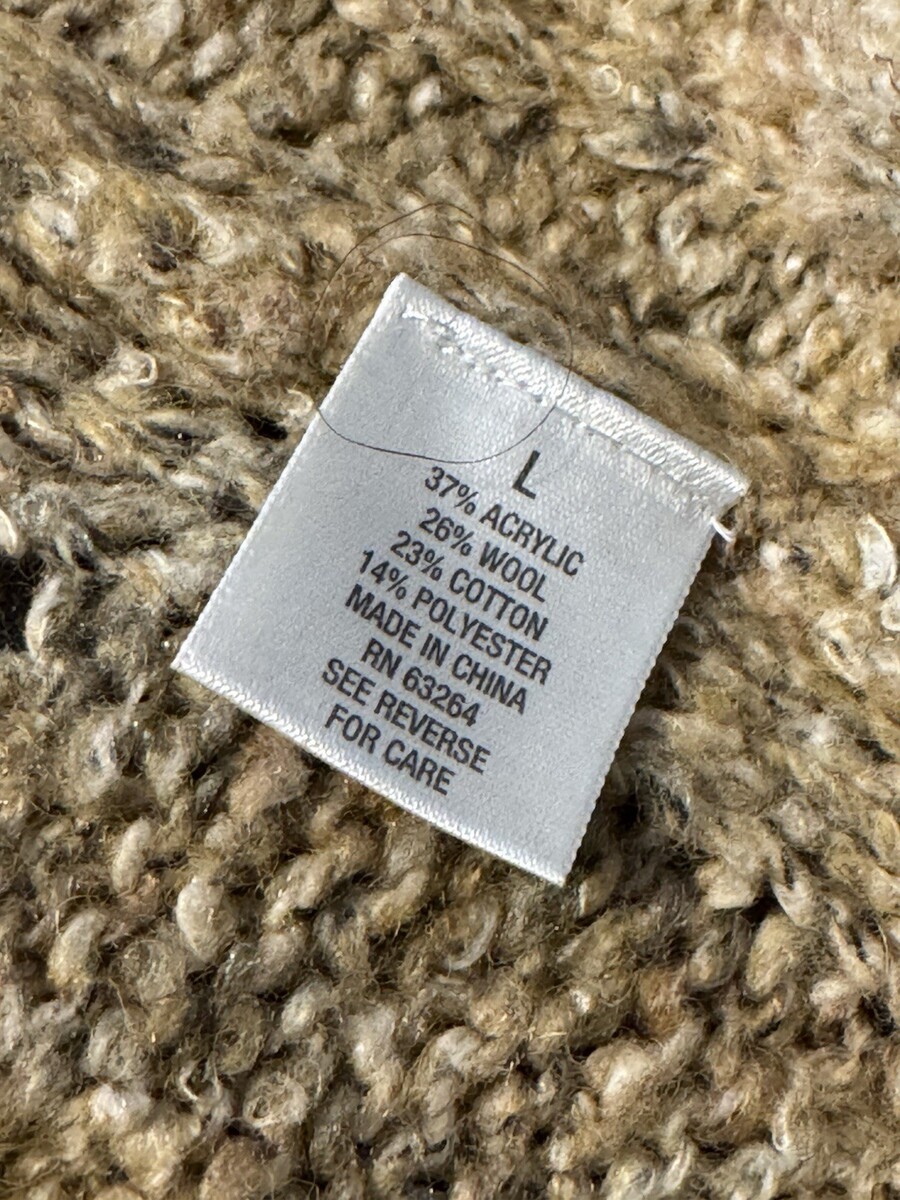 L
37% ACRYLIC
26% WOOL
23% COTTON
14% POLYESTER
MADE IN CHINA
RN 63264
SEE REVERSE
FOR CARE